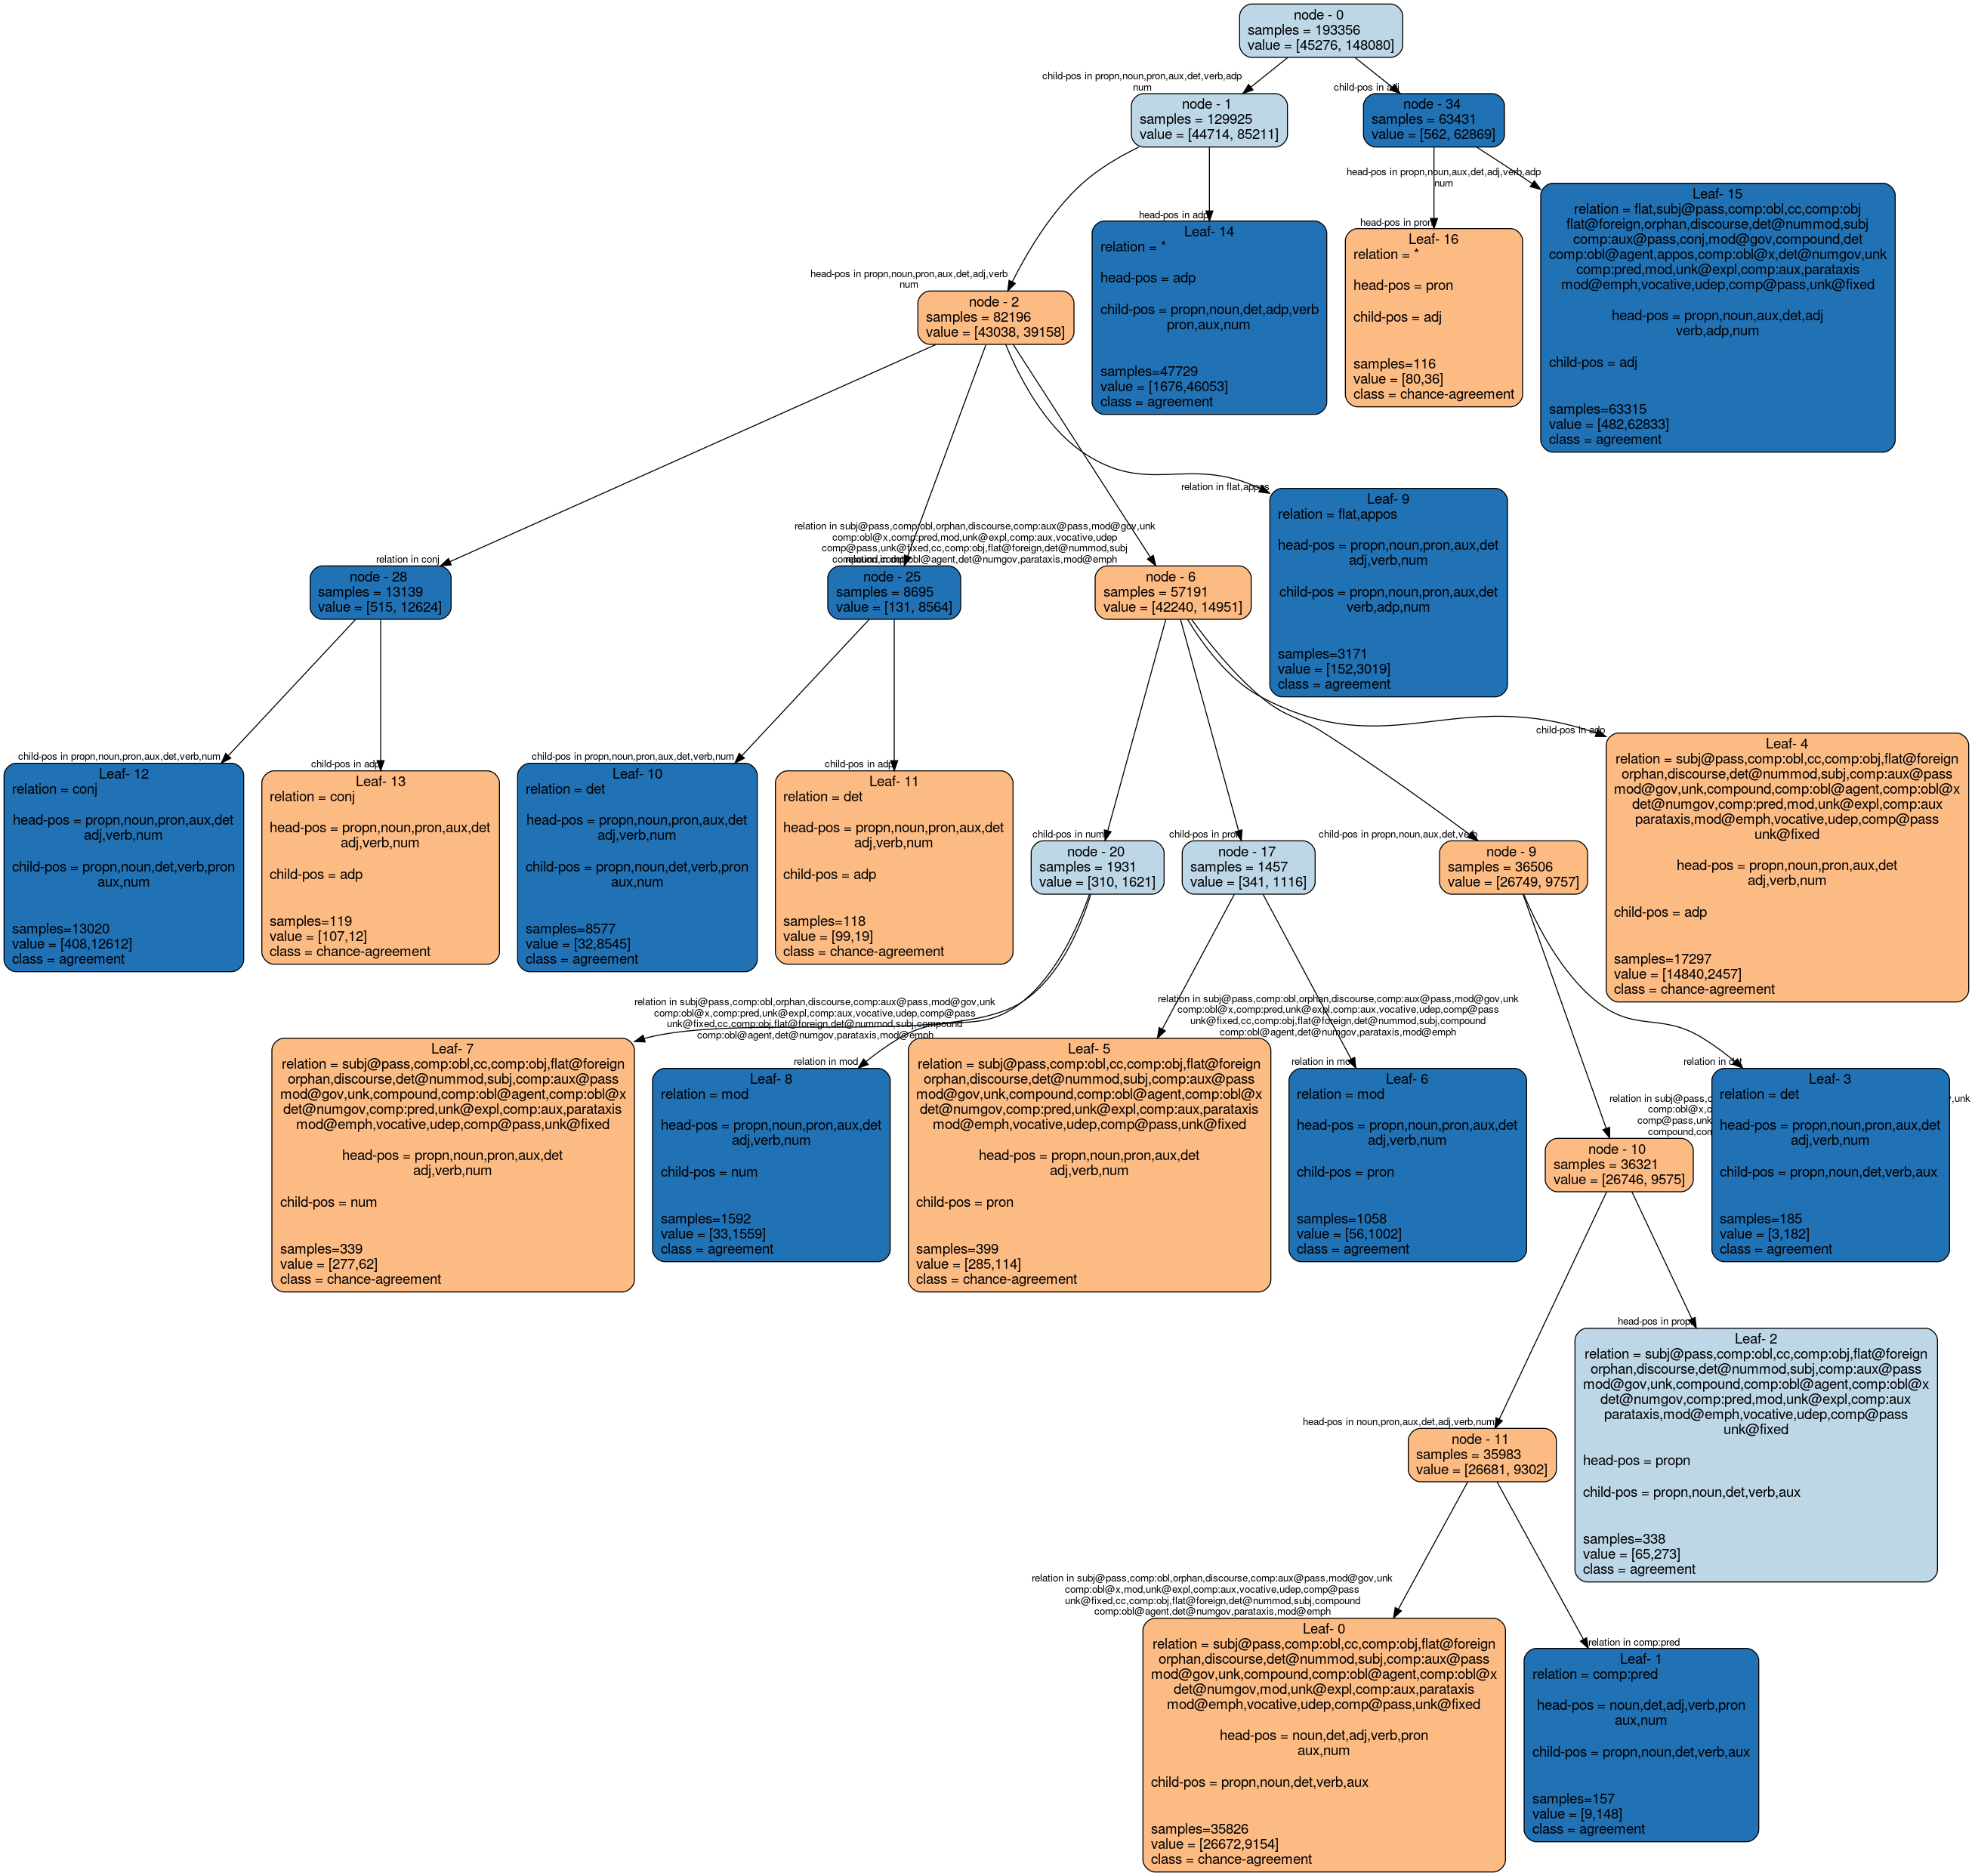 node - 0
samples = 193356
value = [45276, 148080]
child-pos in propn,noun,pron,aux,det,verb,adp
num
child-pos in adj
node - 1
samples = 129925
value = [44714, 85211]
node - 34
samples = 63431
value = [562, 62869]
head-pos in propn,noun,pron,aux,det,adj,verb
num
head-pos in adp
head-pos in pron
head-pos in propn,noun,aux,det,adj,verb,adp
num
node - 2
samples = 82196
value = [43038, 39158]
Leaf- 14
relation = *
head-pos = adp
child-pos = propn,noun,det,adp,verb
pron,aux,num
samples=47729
value = [1676,46053]
class = agreement
Leaf- 16
relation = *
head-pos = pron
child-pos = adj
samples=116
value = [80,36]
class = chance-agreement
Leaf- 15
relation = flat,subj@pass,comp:obl,cc,comp:obj
flat@foreign,orphan,discourse,det@nummod,subj
comp:aux@pass,conj,mod@gov,compound,det
comp:obl@agent,appos,comp:obl@x,det@numgov,unk
comp:pred,mod,unk@expl,comp:aux,parataxis
mod@emph,vocative,udep,comp@pass,unk@fixed
head-pos = propn,noun,aux,det,adj
verb,adp,num
child-pos = adj
samples=63315
value = [482,62833]
class = agreement
relation in conj
relation in subj@pass,comp:obl,orphan,discourse,comp:aux@pass,mod@gov,unk
comp:obl@x,comp:pred,mod,unk@expl,comp:aux,vocative,udep
comp@pass,unk@fixed,cc,comp:obj,flat@foreign,det@nummod,subj
compound,comp:obl@agent,det@numgov,parataxis,mod@emph
relation in flat,appos
node - 28
samples = 13139
value = [515, 12624]
node - 25
samples = 8695
value = [131, 8564]
node - 6
samples = 57191
value = [42240, 14951]
Leaf- 9
relation = flat,appos
head-pos = propn,noun,pron,aux,det
adj,verb,num
child-pos = propn,noun,pron,aux,det
verb,adp,num
samples=3171
value = [152,3019]
class = agreement
child-pos in propn,noun,pron,aux,det,verb,num
child-pos in adp
child-pos in propn,noun,pron,aux,det,verb,num
child-pos in adp
child-pos in num
child-pos in pron
child-pos in propn,noun,aux,det,verb
child-pos in adp
Leaf- 12
relation = conj
head-pos = propn,noun,pron,aux,det
adj,verb,num
child-pos = propn,noun,det,verb,pron
aux,num
samples=13020
value = [408,12612]
class = agreement
Leaf- 13
relation = conj
head-pos = propn,noun,pron,aux,det
adj,verb,num
child-pos = adp
samples=119
value = [107,12]
class = chance-agreement
Leaf- 10
relation = det
head-pos = propn,noun,pron,aux,det
adj,verb,num
child-pos = propn,noun,det,verb,pron
aux,num
samples=8577
value = [32,8545]
class = agreement
Leaf- 11
relation = det
head-pos = propn,noun,pron,aux,det
adj,verb,num
child-pos = adp
samples=118
value = [99,19]
class = chance-agreement
node - 20
samples = 1931
value = [310, 1621]
node - 17
samples = 1457
value = [341, 1116]
node - 9
samples = 36506
value = [26749, 9757]
Leaf- 4
relation = subj@pass,comp:obl,cc,comp:obj,flat@foreign
orphan,discourse,det@nummod,subj,comp:aux@pass
mod@gov,unk,compound,comp:obl@agent,comp:obl@x
det@numgov,comp:pred,mod,unk@expl,comp:aux
parataxis,mod@emph,vocative,udep,comp@pass
unk@fixed
head-pos = propn,noun,pron,aux,det
adj,verb,num
child-pos = adp
samples=17297
value = [14840,2457]
class = chance-agreement
relation in subj@pass,comp:obl,orphan,discourse,comp:aux@pass,mod@gov,unk
comp:obl@x,comp:pred,unk@expl,comp:aux,vocative,udep,comp@pass
unk@fixed,cc,comp:obj,flat@foreign,det@nummod,subj,compound
comp:obl@agent,det@numgov,parataxis,mod@emph
relation in mod
relation in subj@pass,comp:obl,orphan,discourse,comp:aux@pass,mod@gov,unk
comp:obl@x,comp:pred,unk@expl,comp:aux,vocative,udep,comp@pass
unk@fixed,cc,comp:obj,flat@foreign,det@nummod,subj,compound
comp:obl@agent,det@numgov,parataxis,mod@emph
relation in mod
relation in det
Leaf- 7
relation = subj@pass,comp:obl,cc,comp:obj,flat@foreign
orphan,discourse,det@nummod,subj,comp:aux@pass
mod@gov,unk,compound,comp:obl@agent,comp:obl@x
det@numgov,comp:pred,unk@expl,comp:aux,parataxis
mod@emph,vocative,udep,comp@pass,unk@fixed
head-pos = propn,noun,pron,aux,det
adj,verb,num
child-pos = num
samples=339
value = [277,62]
class = chance-agreement
Leaf- 8
relation = mod
head-pos = propn,noun,pron,aux,det
adj,verb,num
child-pos = num
samples=1592
value = [33,1559]
class = agreement
Leaf- 5
relation = subj@pass,comp:obl,cc,comp:obj,flat@foreign
orphan,discourse,det@nummod,subj,comp:aux@pass
mod@gov,unk,compound,comp:obl@agent,comp:obl@x
det@numgov,comp:pred,unk@expl,comp:aux,parataxis
mod@emph,vocative,udep,comp@pass,unk@fixed
head-pos = propn,noun,pron,aux,det
adj,verb,num
child-pos = pron
samples=399
value = [285,114]
class = chance-agreement
Leaf- 6
relation = mod
head-pos = propn,noun,pron,aux,det
adj,verb,num
child-pos = pron
samples=1058
value = [56,1002]
class = agreement
relation in subj@pass
unk
node - 10
samples = 36321
value = [26746, 9575]
Leaf- 3
relation = det
head-pos = propn,noun,pron,aux,det
adj,verb,num
child-pos = propn,noun,det,verb,aux
samples=185
value = [3,182]
class = agreement
head-pos in noun,pron,aux,det,adj,verb,num
head-pos in propn
node - 11
samples = 35983
value = [26681, 9302]
Leaf- 2
relation = subj@pass,comp:obl,cc,comp:obj,flat@foreign
orphan,discourse,det@nummod,subj,comp:aux@pass
mod@gov,unk,compound,comp:obl@agent,comp:obl@x
det@numgov,comp:pred,mod,unk@expl,comp:aux
parataxis,mod@emph,vocative,udep,comp@pass
unk@fixed
head-pos = propn
child-pos = propn,noun,det,verb,aux
samples=338
value = [65,273]
class = agreement
relation in subj@pass,comp:obl,orphan,discourse,comp:aux@pass,mod@gov,unk
comp:obl@x,mod,unk@expl,comp:aux,vocative,udep,comp@pass
unk@fixed,cc,comp:obj,flat@foreign,det@nummod,subj,compound
comp:obl@agent,det@numgov,parataxis,mod@emph
relation in comp:pred
Leaf- 0
relation = subj@pass,comp:obl,cc,comp:obj,flat@foreign
orphan,discourse,det@nummod,subj,comp:aux@pass
mod@gov,unk,compound,comp:obl@agent,comp:obl@x
det@numgov,mod,unk@expl,comp:aux,parataxis
mod@emph,vocative,udep,comp@pass,unk@fixed
head-pos = noun,det,adj,verb,pron
aux,num
child-pos = propn,noun,det,verb,aux
samples=35826
value = [26672,9154]
class = chance-agreement
Leaf- 1
relation = comp:pred
head-pos = noun,det,adj,verb,pron
aux,num
child-pos = propn,noun,det,verb,aux
samples=157
value = [9,148]
class = agreement